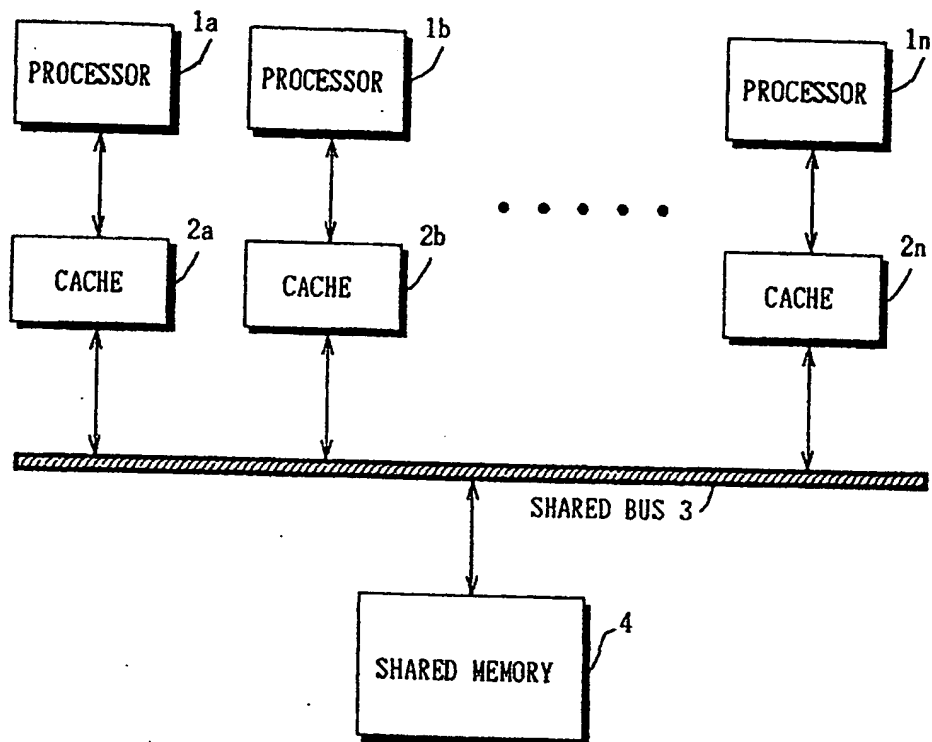 1a
1b
1n
PROCESSOR
PROCESSOR
PROCESSOR
2a
2b
2n
CACHE
CACHE
CACHE
SHARED BUS 3
4
SHARED MEMORY